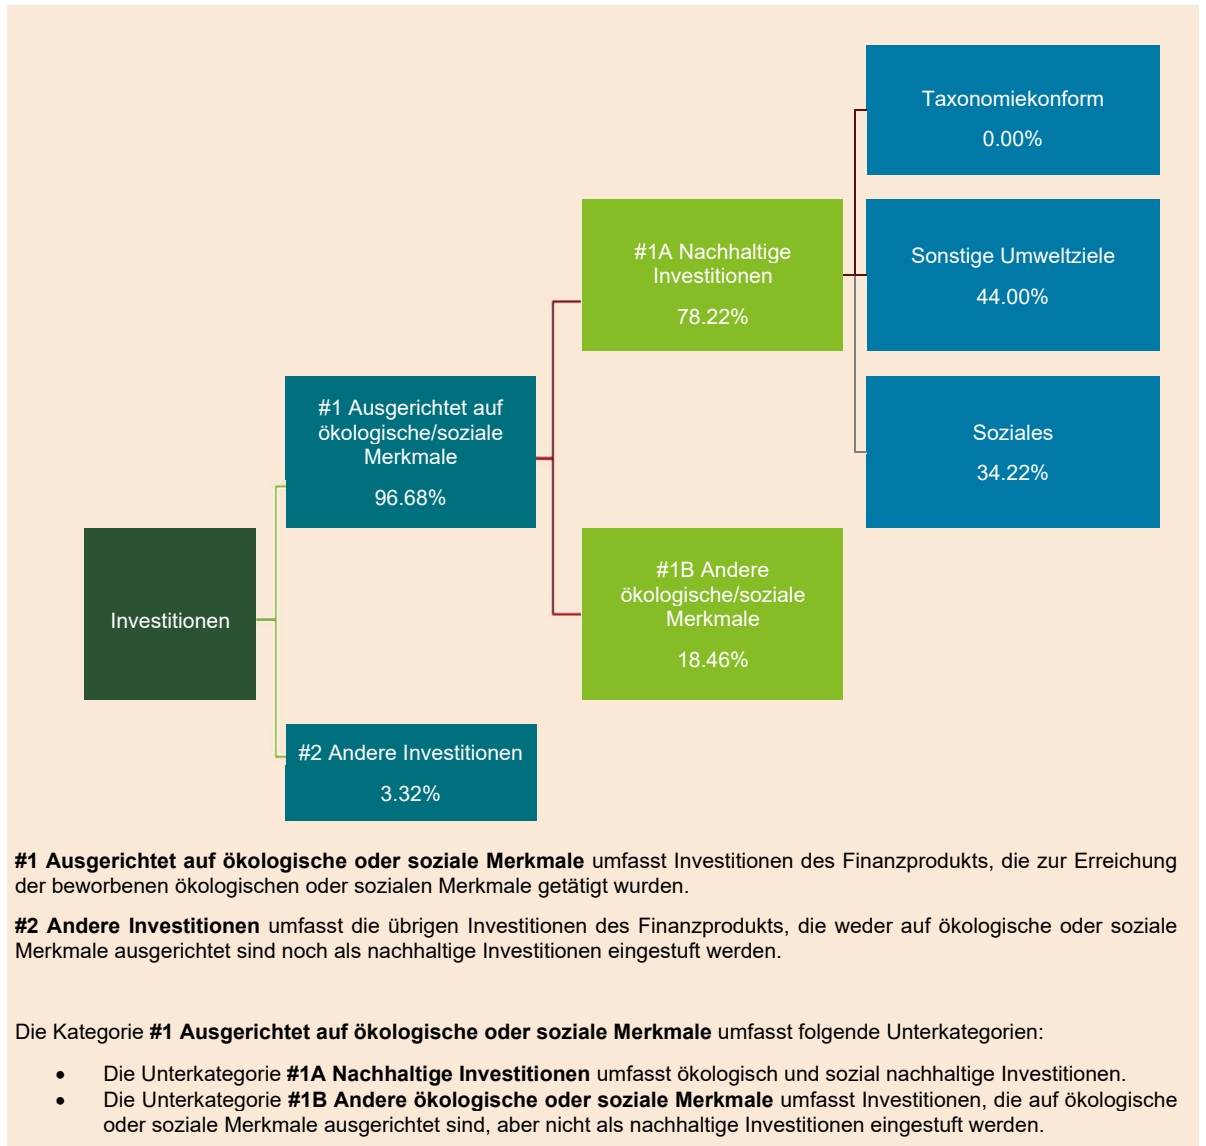 Taxonomiekonform
0.00%
#1A Nachhaltige
Investitionen
78.22%
Sonstige Umweltziele
44.00%
#1 Ausgerichtet auf
ökologische/soziale
Merkmale
96.68%
Soziales
34.22%
Investitionen
#1B Andere
ökologische/soziale
Merkmale
18.46%
#2 Andere Investitionen
3.32%
#1 Ausgerichtet auf ökologische oder soziale Merkmale umfasst Investitionen des Finanzprodukts, die zur Erreichung
der beworbenen ökologischen oder sozialen Merkmale getätigt wurden.
#2 Andere Investitionen umfasst die übrigen Investitionen des Finanzprodukts, die weder auf ökologische oder soziale
Merkmale ausgerichtet sind noch als nachhaltige Investitionen eingestuft werden.
Die Kategorie #1 Ausgerichtet auf ökologische oder soziale Merkmale umfasst folgende Unterkategorien:
• Die Unterkategorie #1A Nachhaltige Investitionen umfasst ökologisch und sozial nachhaltige Investitionen.
• Die Unterkategorie #1B Andere ökologische oder soziale Merkmale umfasst Investitionen, die auf ökologische
oder soziale Merkmale ausgerichtet sind, aber nicht als nachhaltige Investitionen eingestuft werden.